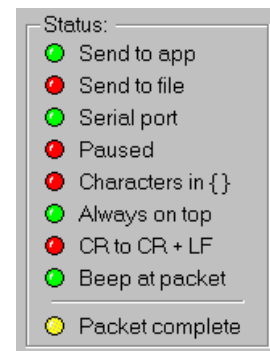 Status:
Send to app
Send to file
Serial port
Paused
Characters in { }
Always on top
CR to CR + LF
Beep at packet
Packet complete